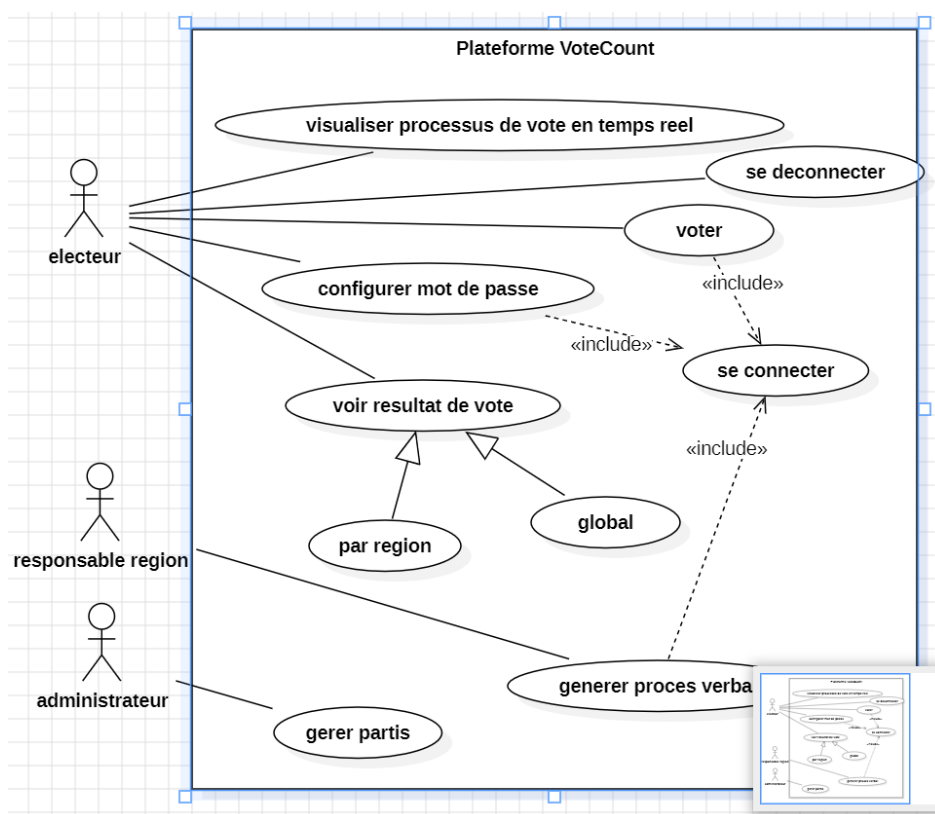 Plateforme VoteCount
visualiser processus de vote en temps reel
se deconnecter
voter
electeur
«include»
configurer mot de passe
«include»
se connecter
voir resultat de vote
«include»
global
par region
responsable region
generer proces verba
administrateur
gerer partis